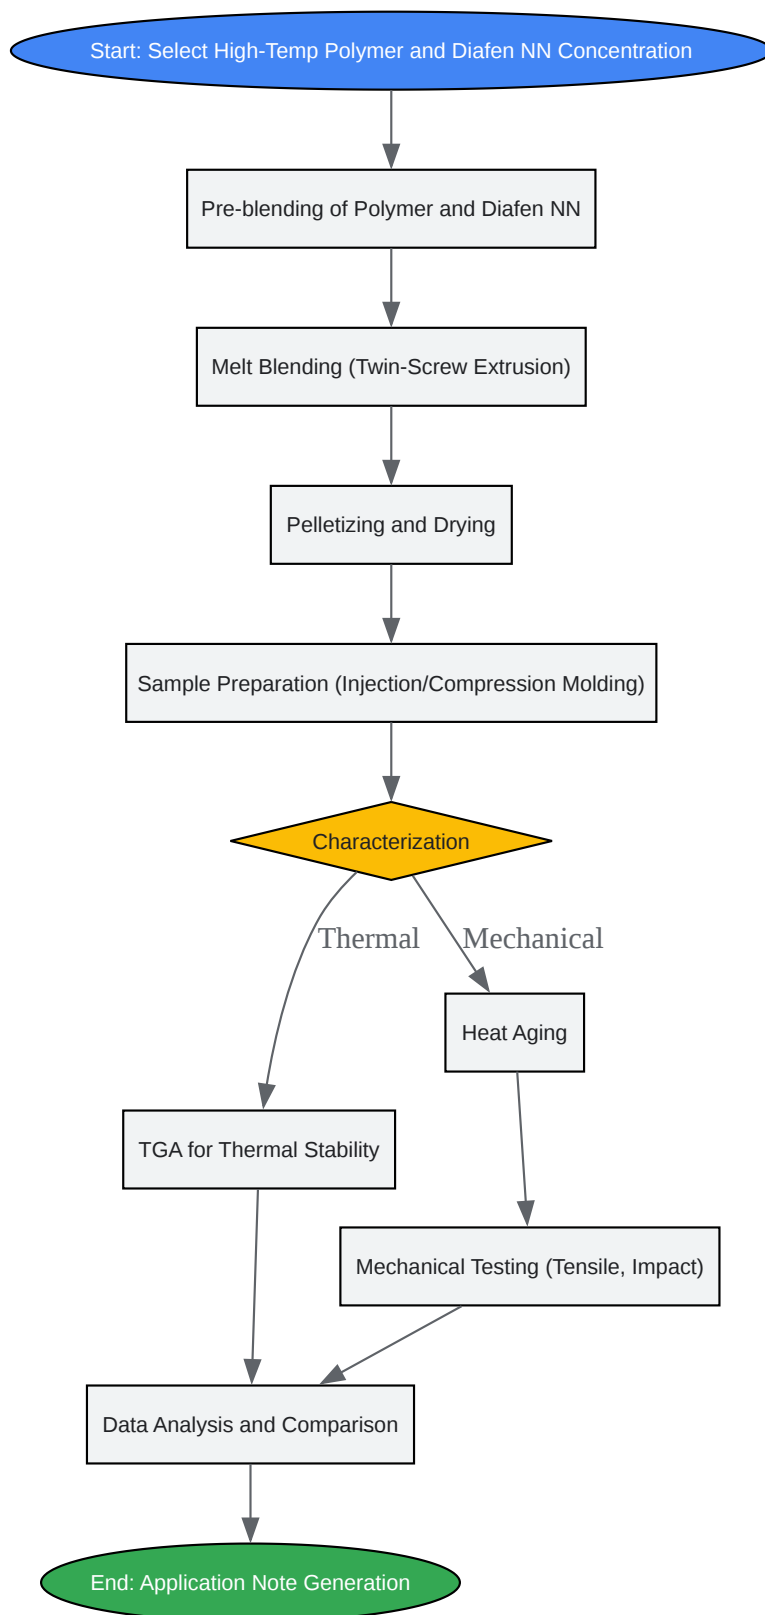 Start: Select High-Temp Polymer and Diafen NN Concentration
Pre-blending of Polymer and Diafen NN
Melt Blending (Twin-Screw Extrusion)
Pelletizing and Drying
Sample Preparation (Injection/Compression Molding)
Characterization
Thermal
Mechanical
Heat Aging
TGA for Thermal Stability
Mechanical Testing (Tensile, Impact)
Data Analysis and Comparison
End: Application Note Generation